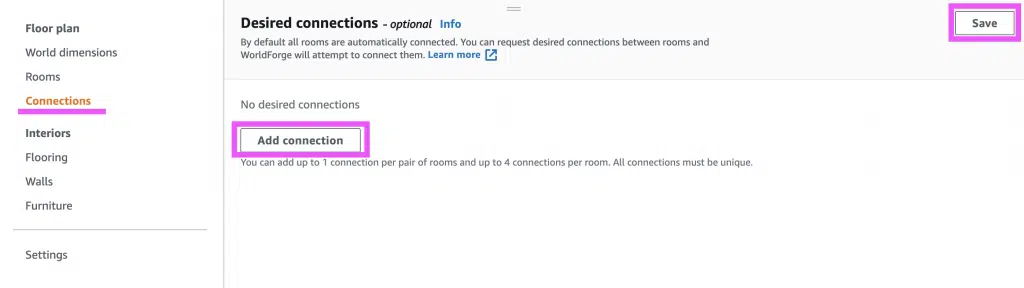 Floor plan
World dimensions
Rooms
Connections
Interiors
Flooring
Walls
Furniture
Settings
Desired connections - optional Info
By default all rooms are automatically connected. You can request desired connections between rooms and
WorldForge will attempt to connect them. Learn more
Save
No desired connections
Add connection
You can add up to 1 connection per pair of rooms and up to 4 connections per room. All connections must be unique.